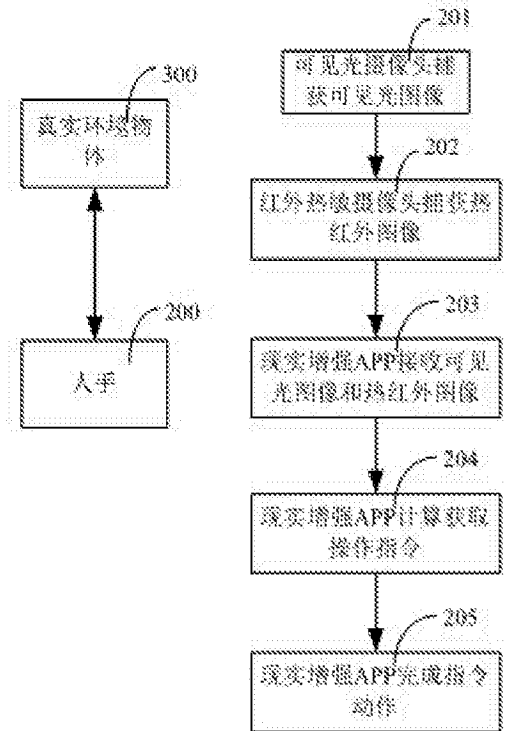 300
真实环境物
体
200
人手
201
可见光图像头捕
获可见光图像
202
红外热敏摄像头捕获热
红外图像
203
现实增强APP接收可见
光图像和热红外图像
204
现实增强APP计算获取
操作指令
205
现实增强APP完成指令
动作